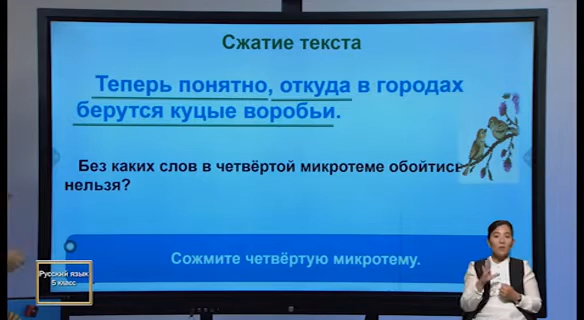 Сжатие текста
Теперь понятно, откуда в городах
берутся куцые воробьи.
Без каких слов в четвёртой микротеме обойтись
нельзя?
Сожмите четвёртую микротему.
Русский язык
5 класс